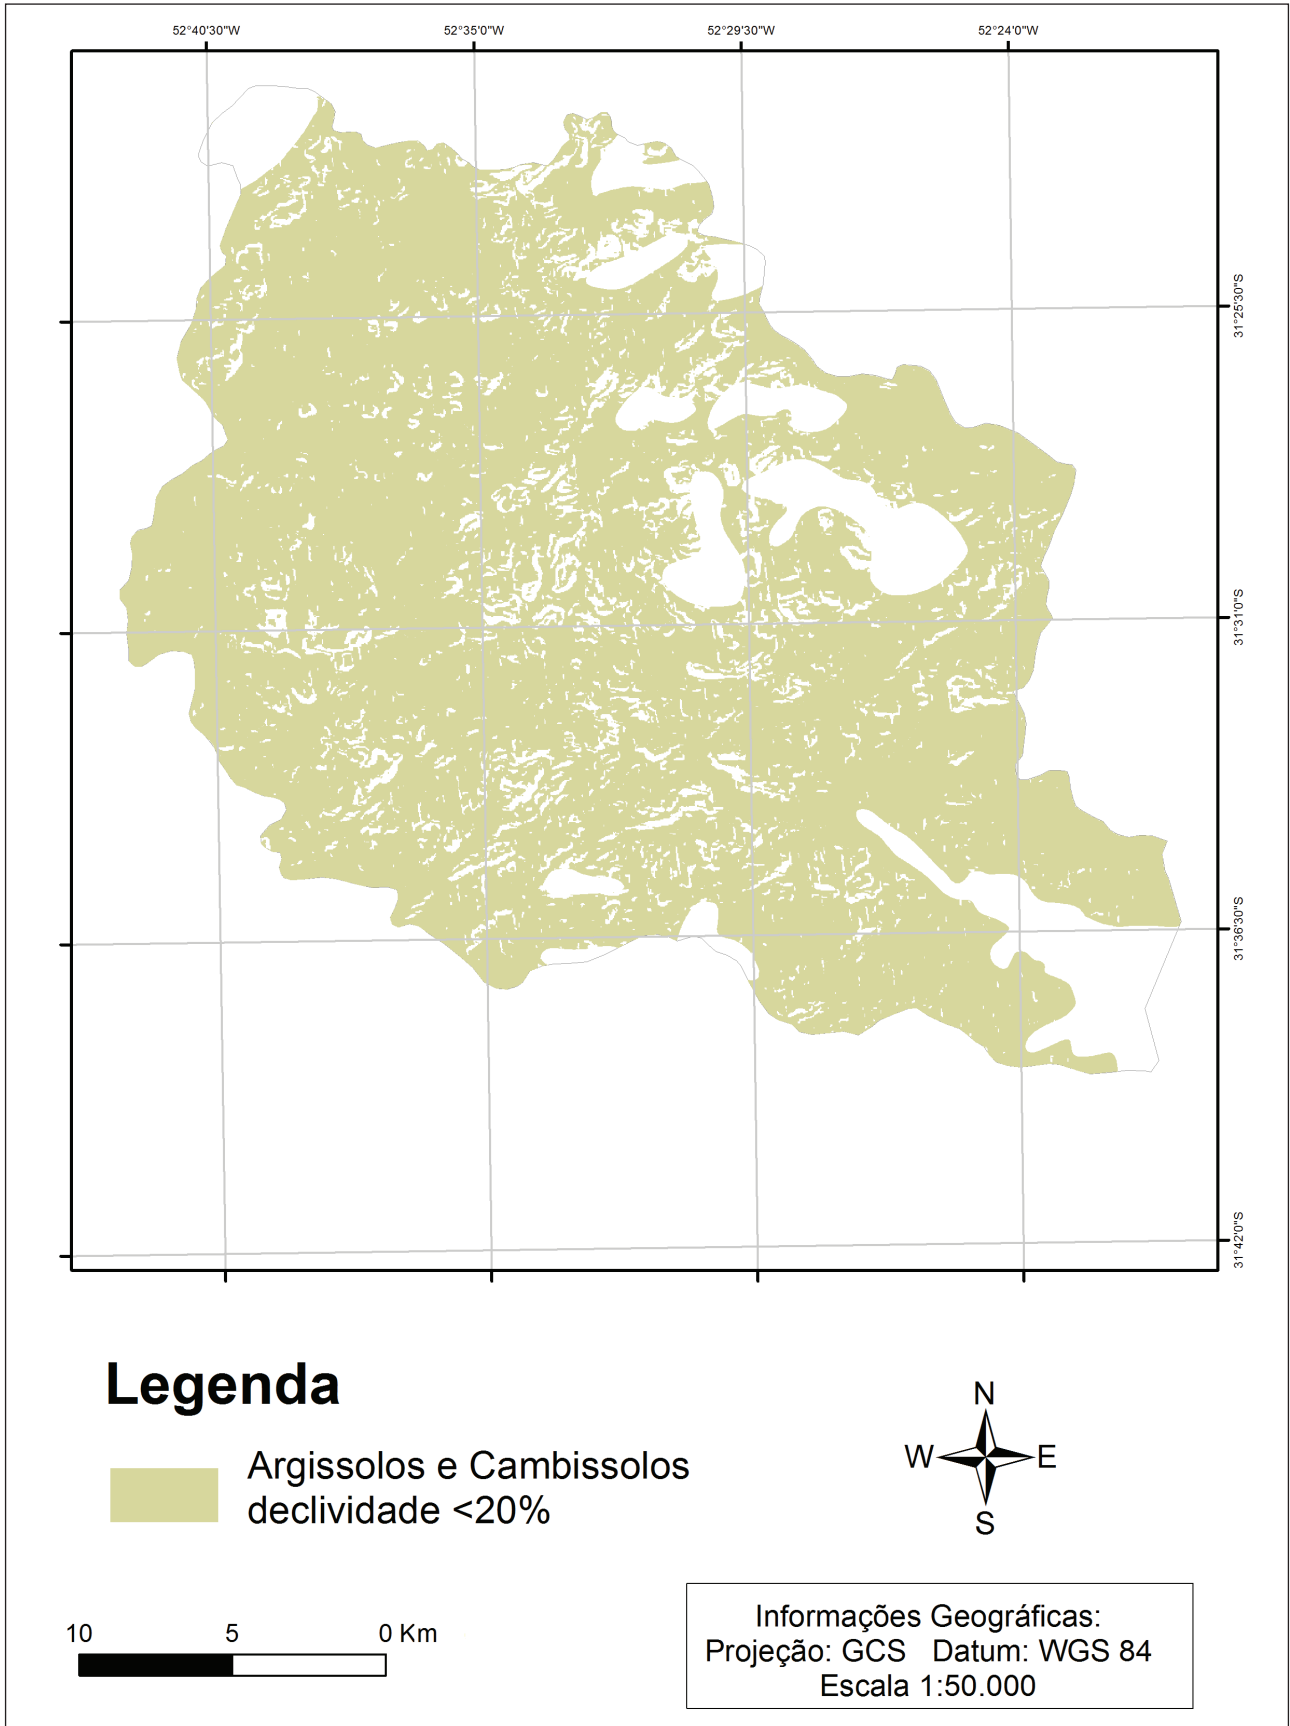 52°40'30"W
52°35'0"W
52°29'30"W
52°24'0"W
31°25'30"S
31°31'0"S
31°36'30"S
31°42'0"S
Legenda
Argissolos e Cambissolos
declividade <20%
N
W
E
S
10
5
0 Km
Informações Geográficas:
Projeção: GCS Datum: WGS 84
Escala 1:50.000